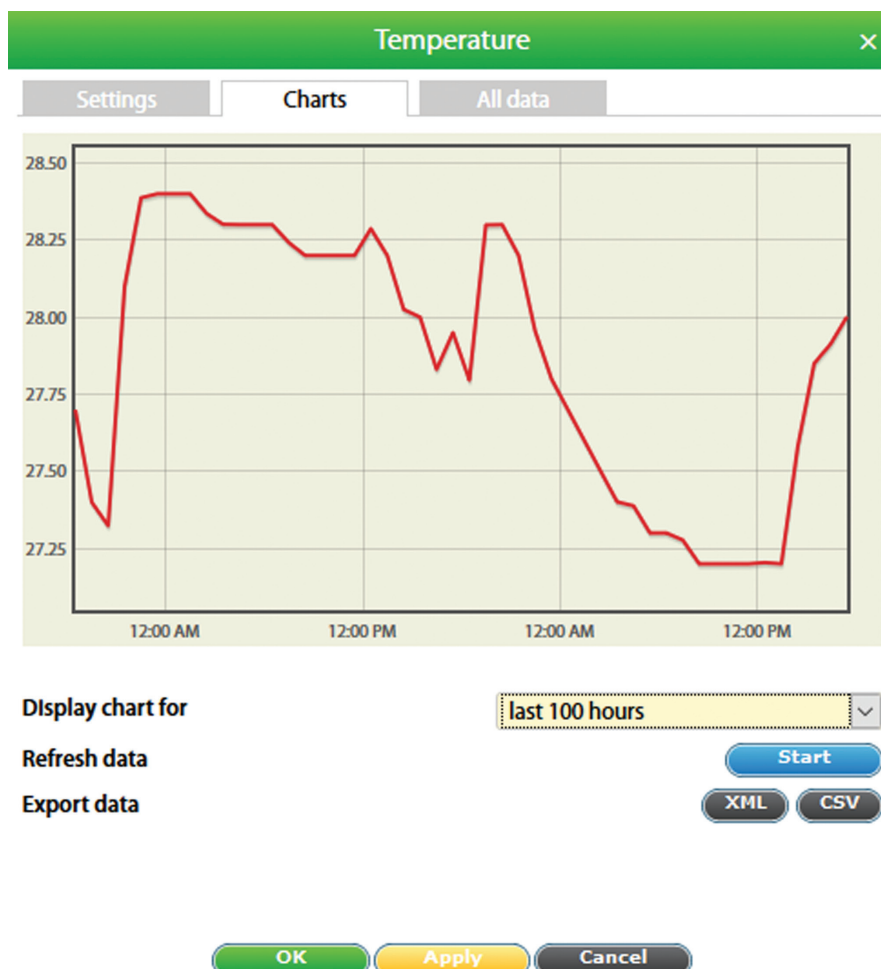 Temperature ×
Settings Charts All data
28.50
28.25
28.00
27.75
27.50
27.25
12:00 AM 12:00 PM 12:00 AM 12:00 PM
DIsplay chart for last 100 hours
Refresh data Start
Export data XML CSV
OK Apply Cancel